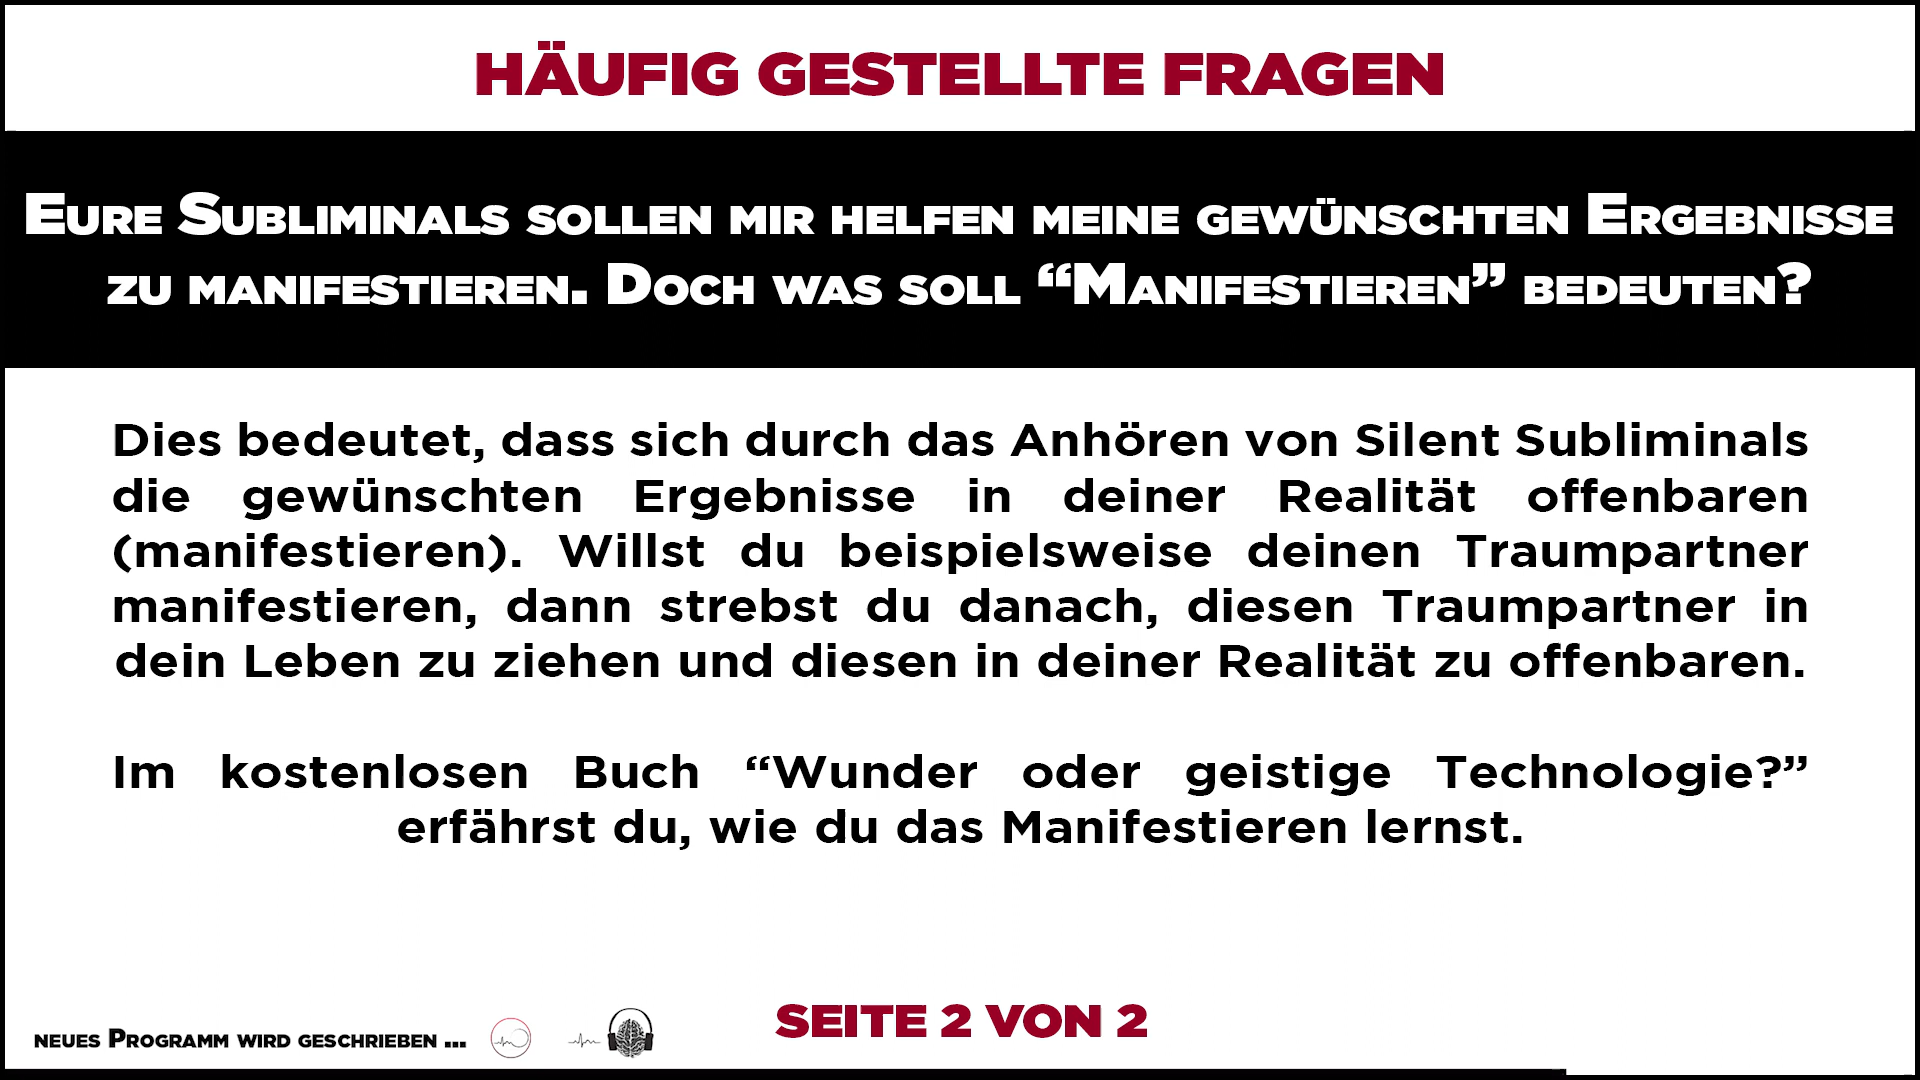 HÄUFIG GESTELLTE FRAGEN
Eure Subliminals sollen mir helfen meine gewünschten Ergebnisse
zu manifestieren. Doch was soll “Manifestieren” bedeuten?
Dies bedeutet, dass sich durch das Anhören von Silent Subliminals
die gewünschten Ergebnisse in deiner Realität offenbaren
(manifestieren). Willst du beispielsweise deinen Traumpartner
manifestieren, dann strebst du danach, diesen Traumpartner in
dein Leben zu ziehen und diesen in deiner Realität zu offenbaren.
Im kostenlosen Buch “Wunder oder geistige Technologie?”
erfährst du, wie du das Manifestieren lernst.
SEITE 2 VON 2
neues Programm wird geschrieben ...